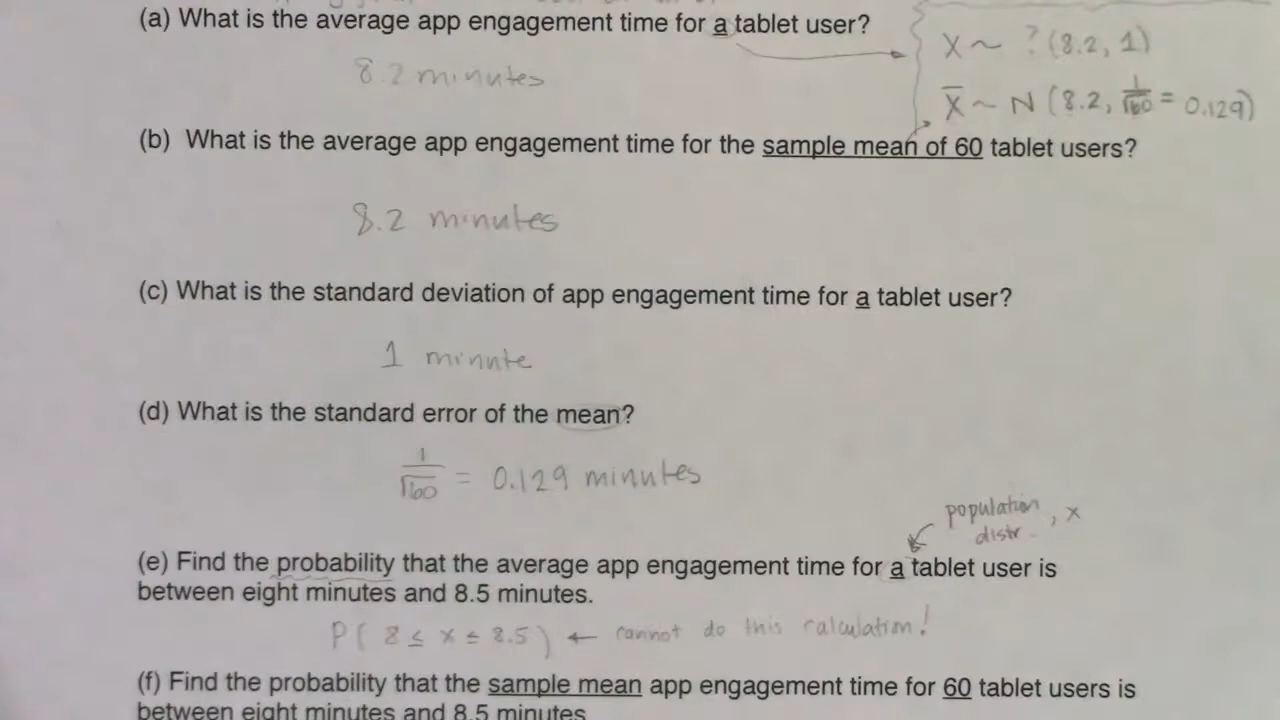 (a) What is the average app engagement time for a tablet user?
X ~ ? (8.2, 1)
8.2 minutes
X̄ ~ N (8.2, 1/√60 = 0.129)
(b) What is the average app engagement time for the sample mean of 60 tablet users?
8.2 minutes
(c) What is the standard deviation of app engagement time for a tablet user?
1 minute
(d) What is the standard error of the mean?
1/√60 = 0.129 minutes
population
distr. , x
(e) Find the probability that the average app engagement time for a tablet user is
between eight minutes and 8.5 minutes.
P( 8 ≤ x ≤ 8.5 ) ← cannot do this calculation!
(f) Find the probability that the sample mean app engagement time for 60 tablet users is
between eight minutes and 8.5 minutes